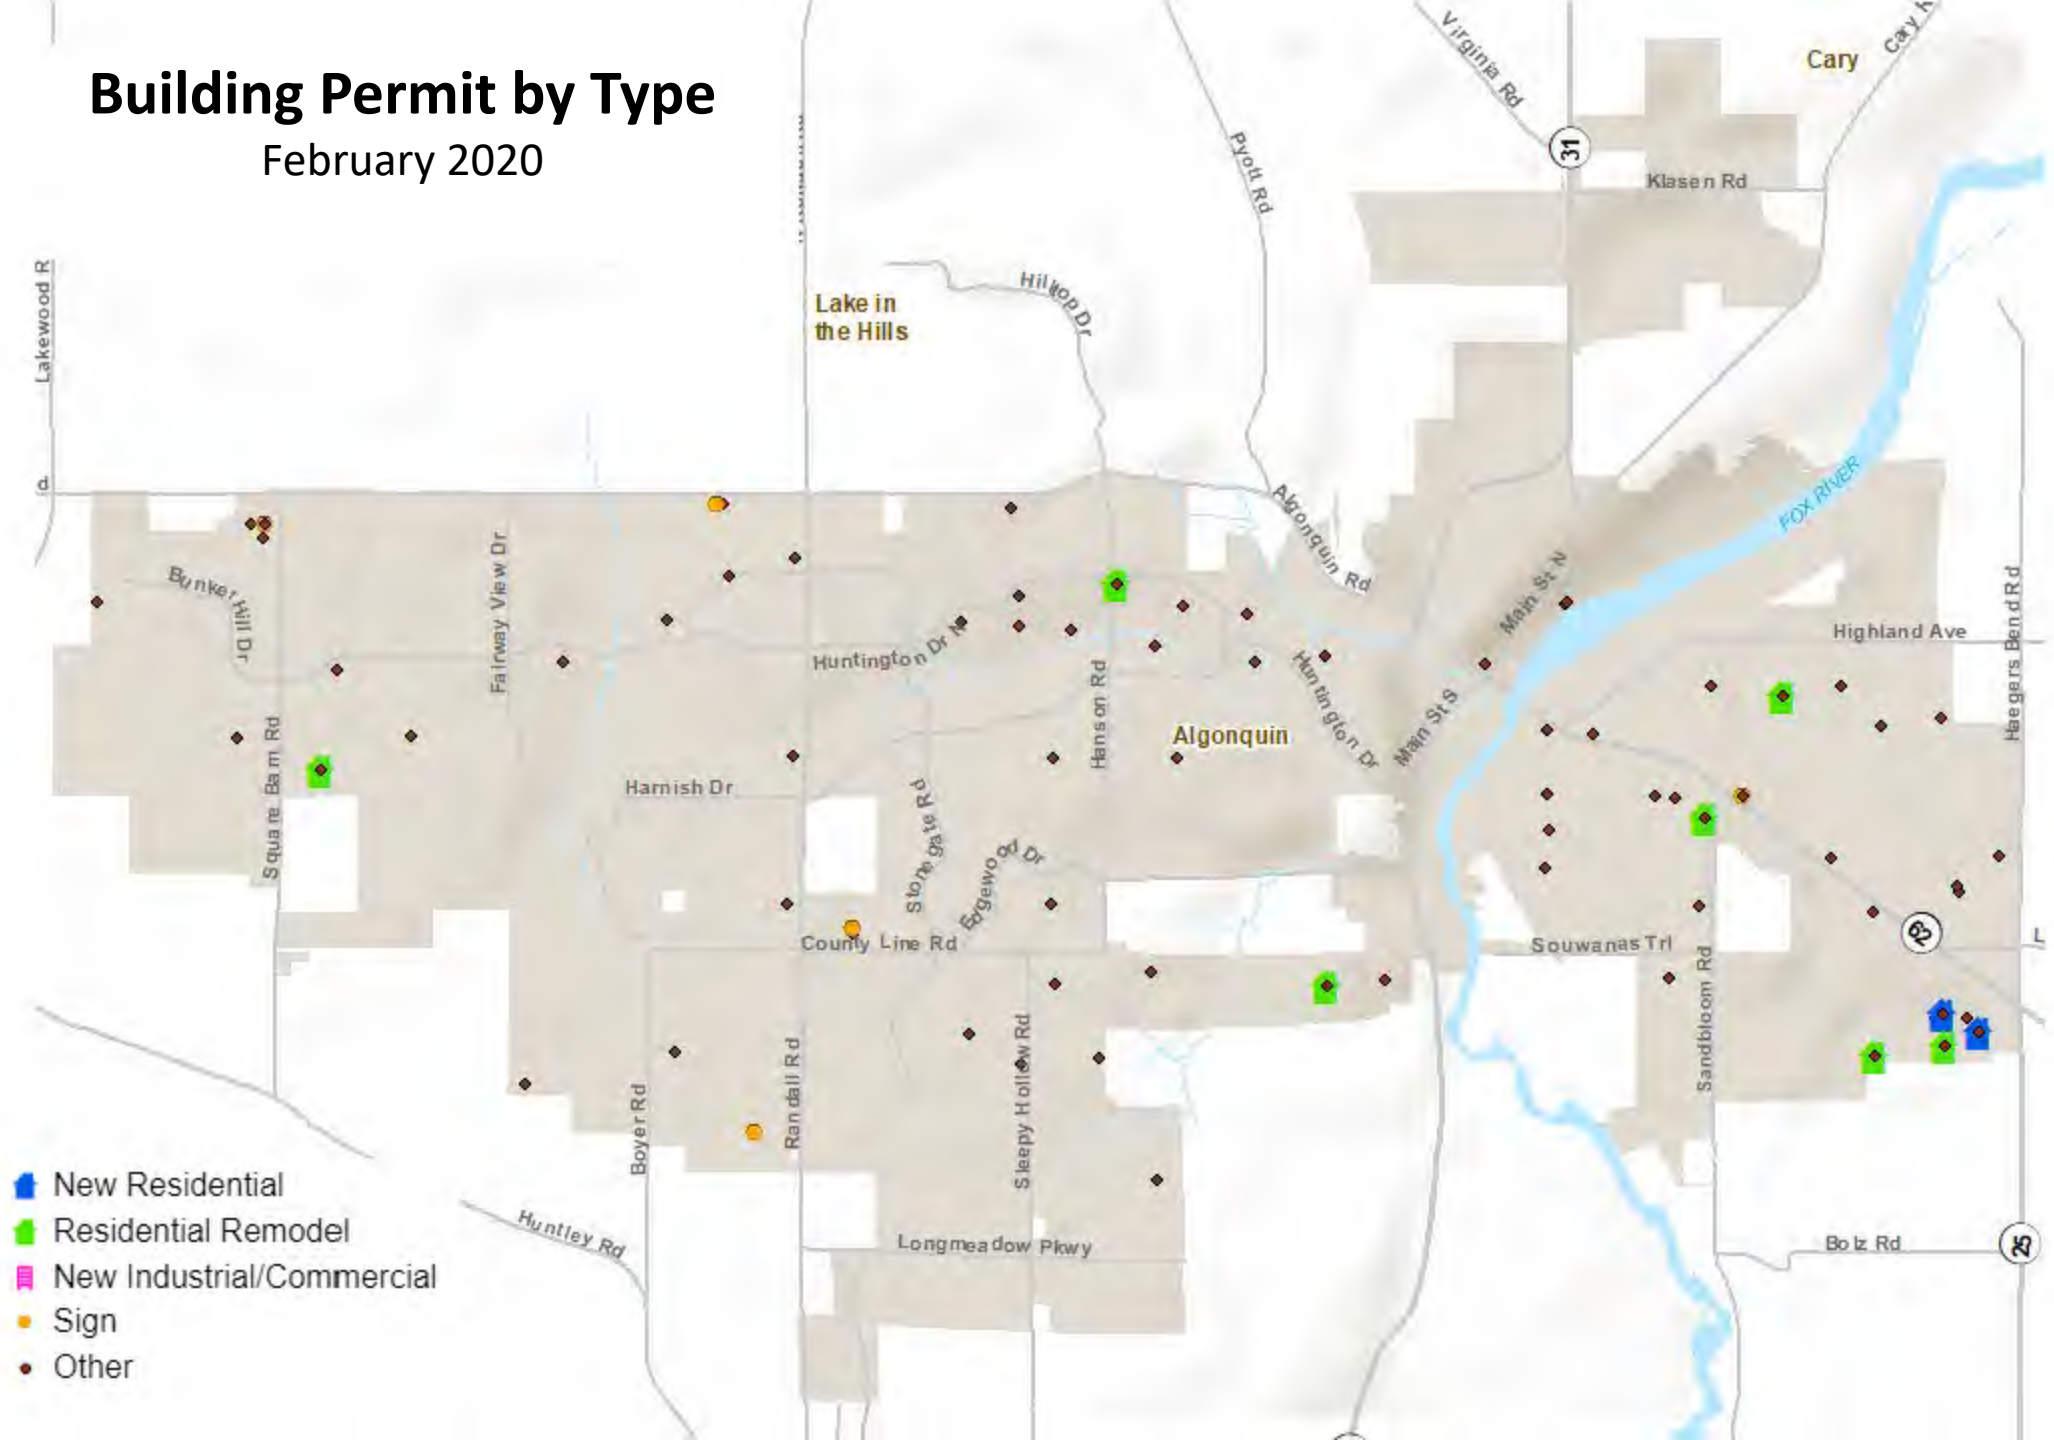 Building Permit by Type
February 2020
Virginia Rd
31
Cary
Klasen Rd
Pyott Rd
Lakewood R
d
Lake in
the Hills
Hilltop Dr
Algonquin Rd
FOX RIVER
Bunker Hill Dr
Fairway View Dr
Huntington Dr N
Hanson Rd
Huntington Dr
Main St N
Main St S
Highland Ave
Haegers Bend Rd
Algonquin
Square Barn Rd
Harnish Dr
Stonegate Rd
Edgewood Dr
County Line Rd
Souwanas Trl
62
L
Sandbloom Rd
Boyer Rd
Randall Rd
Sleepy Hollow Rd
Huntley Rd
Longmeadow Pkwy
Bolz Rd
25
New Residential
Residential Remodel
New Industrial/Commercial
Sign
Other